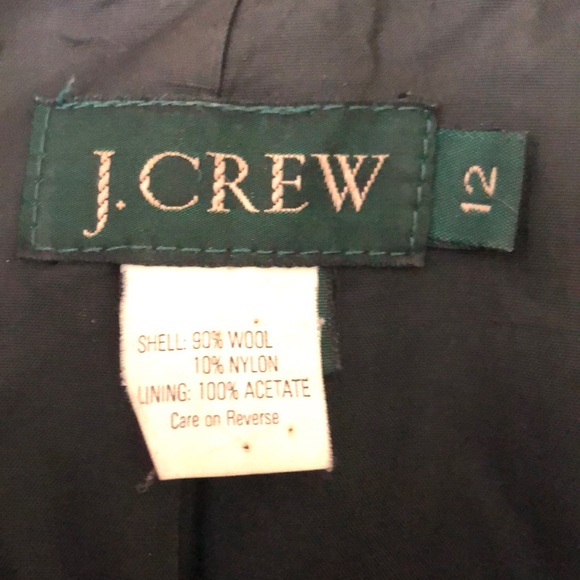 J.CREW
12
SHELL: 90% WOOL
10% NYLON
LINING: 100% ACETATE
Care on Reverse